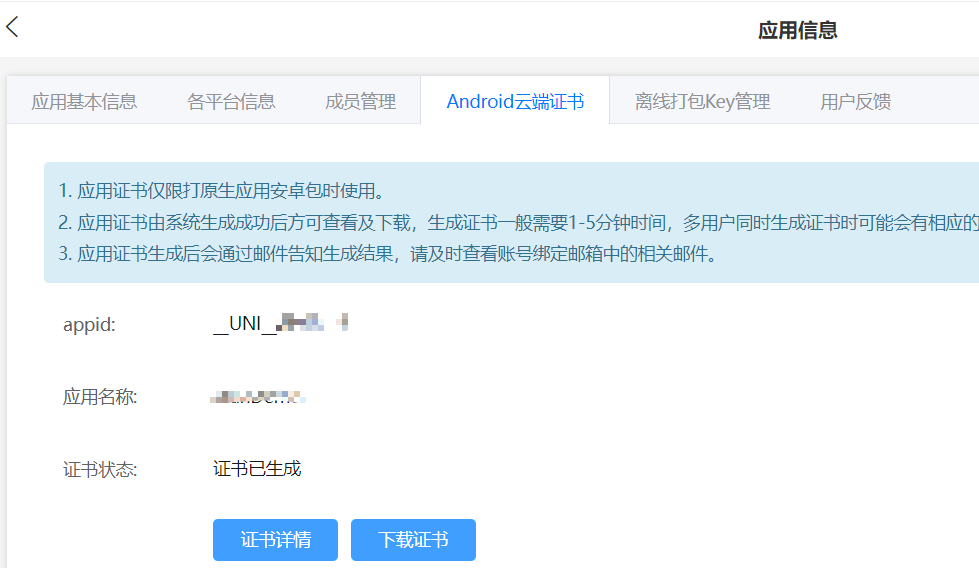 应用信息
应用基本信息 各平台信息 成员管理 Android云端证书 离线打包Key管理 用户反馈
1. 应用证书仅限打原生应用安卓包时使用。
2. 应用证书由系统生成成功后方可查看及下载，生成证书一般需要1-5分钟时间，多用户同时生成证书时可能会有相应的
3. 应用证书生成后会通过邮件告知生成结果，请及时查看账号绑定邮箱中的相关邮件。
appid: __UNI__
应用名称:
证书状态: 证书已生成
证书详情 下载证书